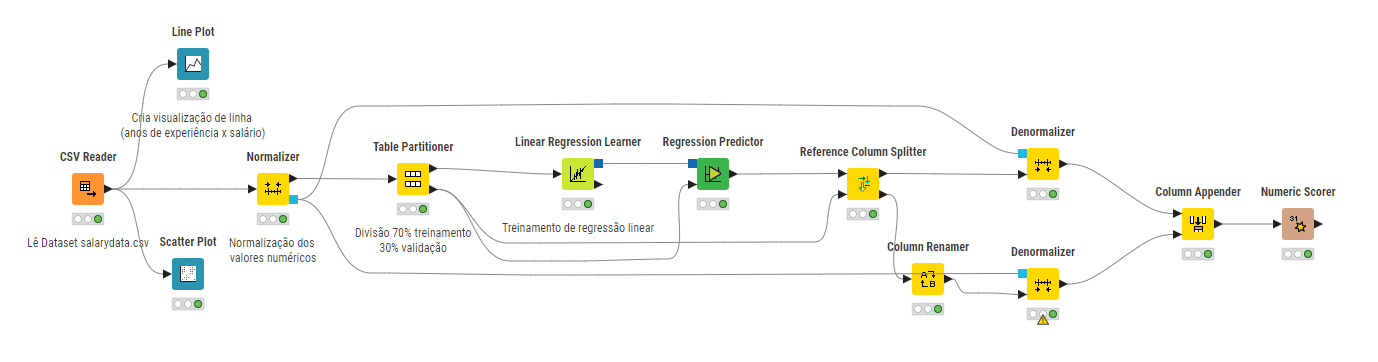 Line Plot
Cria visualização de linha
(anos de experiência x salário)
CSV Reader
Lê Dataset salarydata.csv
Scatter Plot
Normalizer
Normalização dos
valores numéricos
Table Partitioner
Divisão 70% treinamento
30% validação
Linear Regression Learner
Treinamento de regressão linear
Regression Predictor
Reference Column Splitter
Column Renamer
A
B
Denormalizer
Denormalizer
Column Appender
Numeric Scorer
31